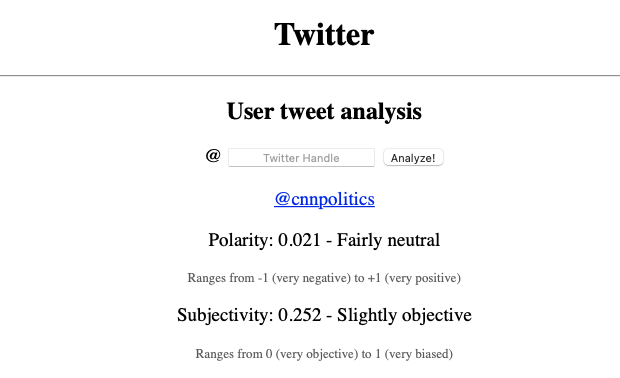 Twitter
User tweet analysis
@ Twitter Handle Analyze!
@cnnpolitics
Polarity: 0.021 - Fairly neutral
Ranges from -1 (very negative) to +1 (very positive)
Subjectivity: 0.252 - Slightly objective
Ranges from 0 (very objective) to 1 (very biased)